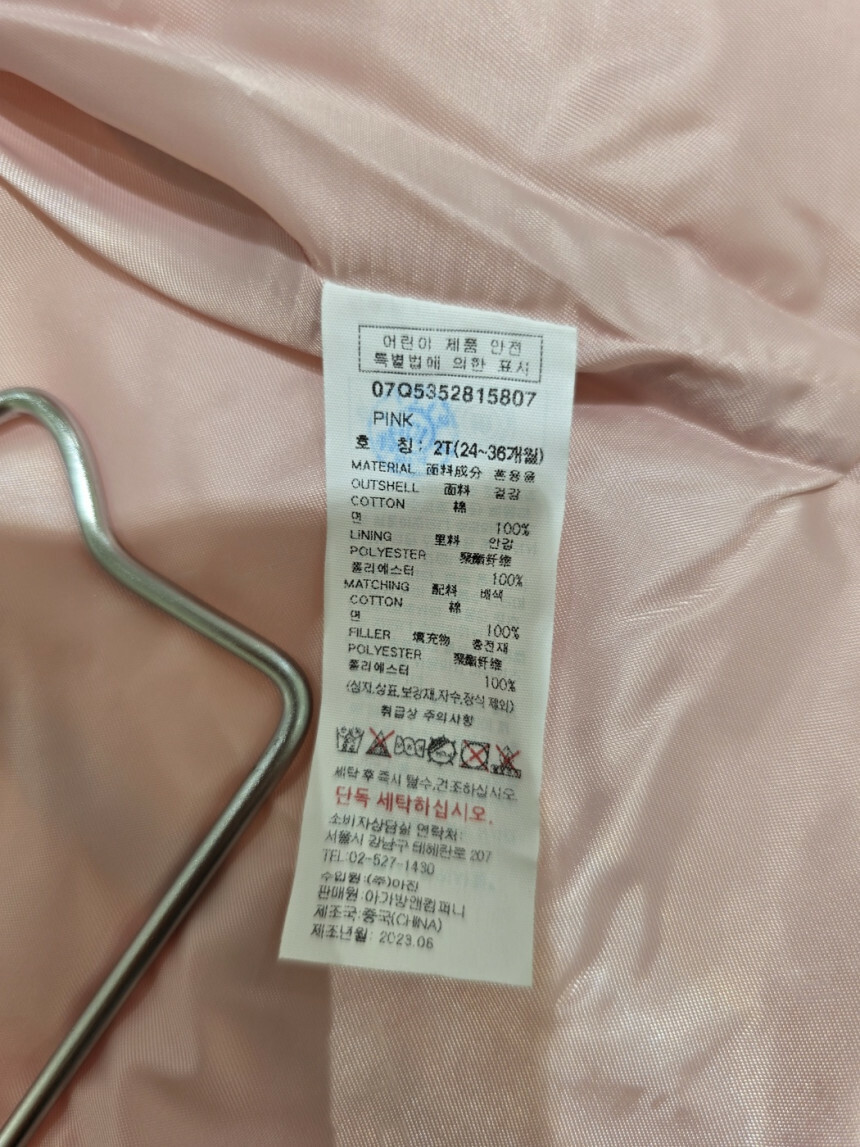 어린이 제품 안전
특별법에 의한 표시
07Q5352815807
PINK
호 칭: 2T(24~36개월)
MATERIAL 面料成分 혼용율
OUTSHELL 面料 겉감
COTTON 棉
면 100%
LINING 里料 안감
POLYESTER 聚酯纤维
폴리에스터 100%
MATCHING 配料 배색
COTTON 棉
면 100%
FILLER 填充物 충전재
POLYESTER 聚酯纤维
폴리에스터 100%
(심지,상표,보강재,자수,장식 제외)
취급상 주의사항
세탁 후 즉시 탈수,건조하십시오
단독 세탁하십시오.
소비자상담실 연락처
서울시 강남구 테헤란로 207
TEL:02-527-1430
수입원:(주)아진
판매원:아가방앤컴퍼니
제조국:중국(CHINA)
제조년월: 2023.06